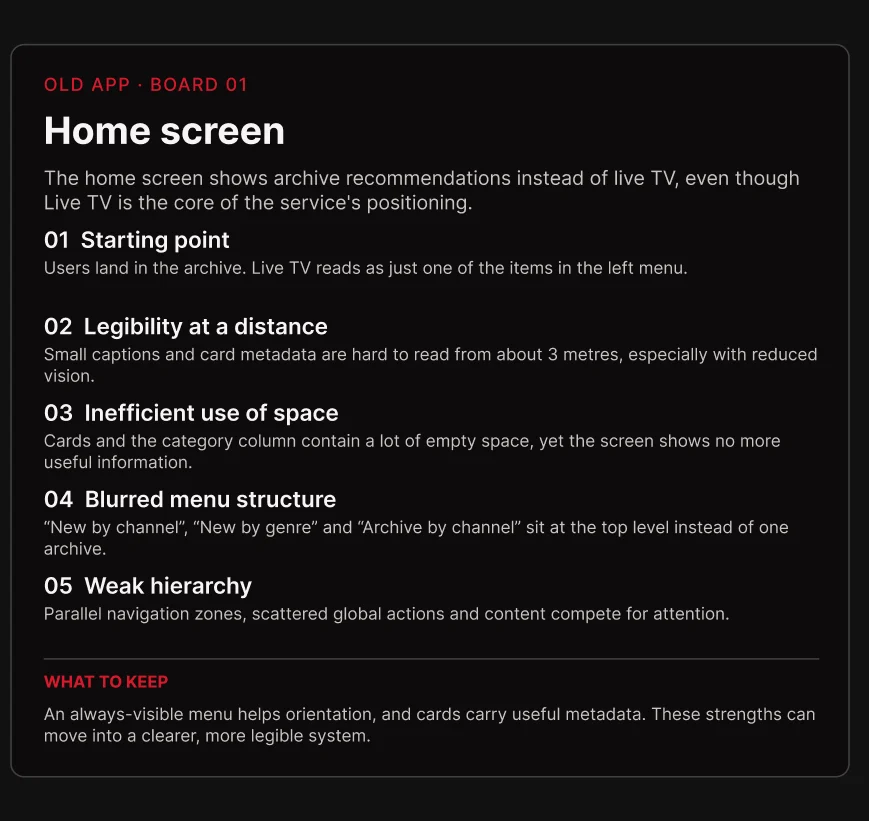 OLD APP · BOARD 01
Home screen
The home screen shows archive recommendations instead of live TV, even though
Live TV is the core of the service's positioning.
01 Starting point
Users land in the archive. Live TV reads as just one of the items in the left menu.
02 Legibility at a distance
Small captions and card metadata are hard to read from about 3 metres, especially with reduced
vision.
03 Inefficient use of space
Cards and the category column contain a lot of empty space, yet the screen shows no more
useful information.
04 Blurred menu structure
“New by channel”, “New by genre” and “Archive by channel” sit at the top level instead of one
archive.
05 Weak hierarchy
Parallel navigation zones, scattered global actions and content compete for attention.
WHAT TO KEEP
An always-visible menu helps orientation, and cards carry useful metadata. These strengths can
move into a clearer, more legible system.